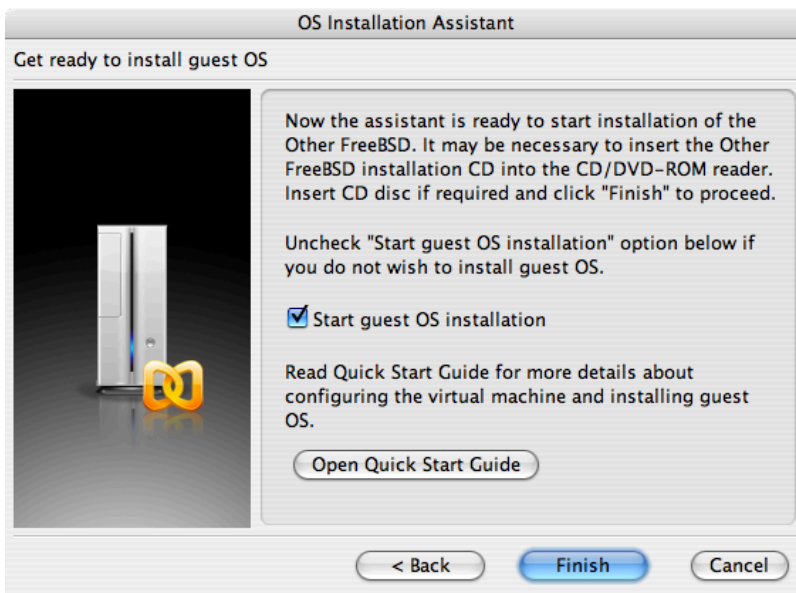 OS Installation Assistant
Get ready to install guest OS
Now the assistant is ready to start installation of the
Other FreeBSD. It may be necessary to insert the Other
FreeBSD installation CD into the CD/DVD-ROM reader.
Insert CD disc if required and click "Finish" to proceed.
Uncheck "Start guest OS installation" option below if
you do not wish to install guest OS.
Start guest OS installation
Read Quick Start Guide for more details about
configuring the virtual machine and installing guest
OS.
Open Quick Start Guide
< Back
Finish
Cancel